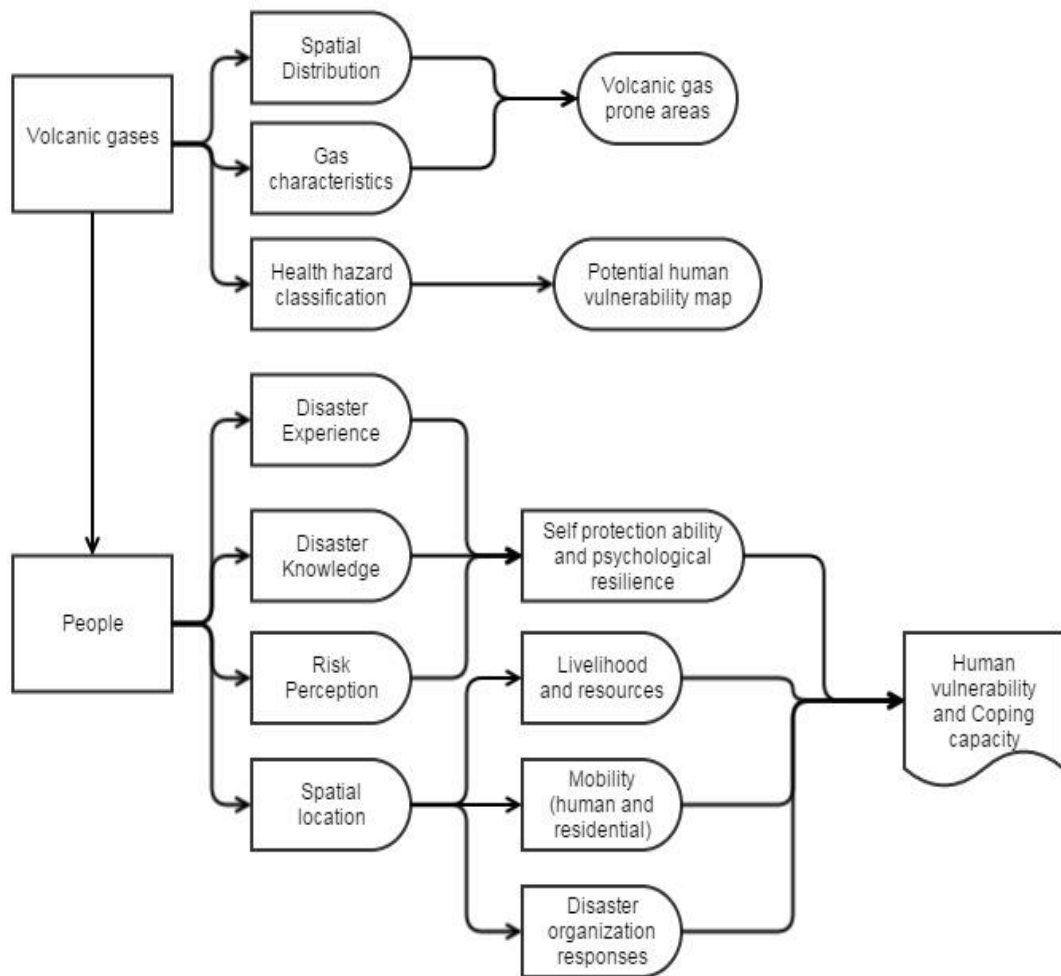 Spatial
Distribution
Volcanic gas
prone areas
Volcanic gases
Gas
characteristics
Health hazard
classification
Potential human
vulnerability map
Disaster
Experience
Disaster
Knowledge
Self protection ability
and psychological
resilience
People
Risk
Perception
Livelihood
and resources
Human
vulnerability
and Coping
capacity
Spatial
location
Mobility
(human and
residential)
Disaster
organization
responses